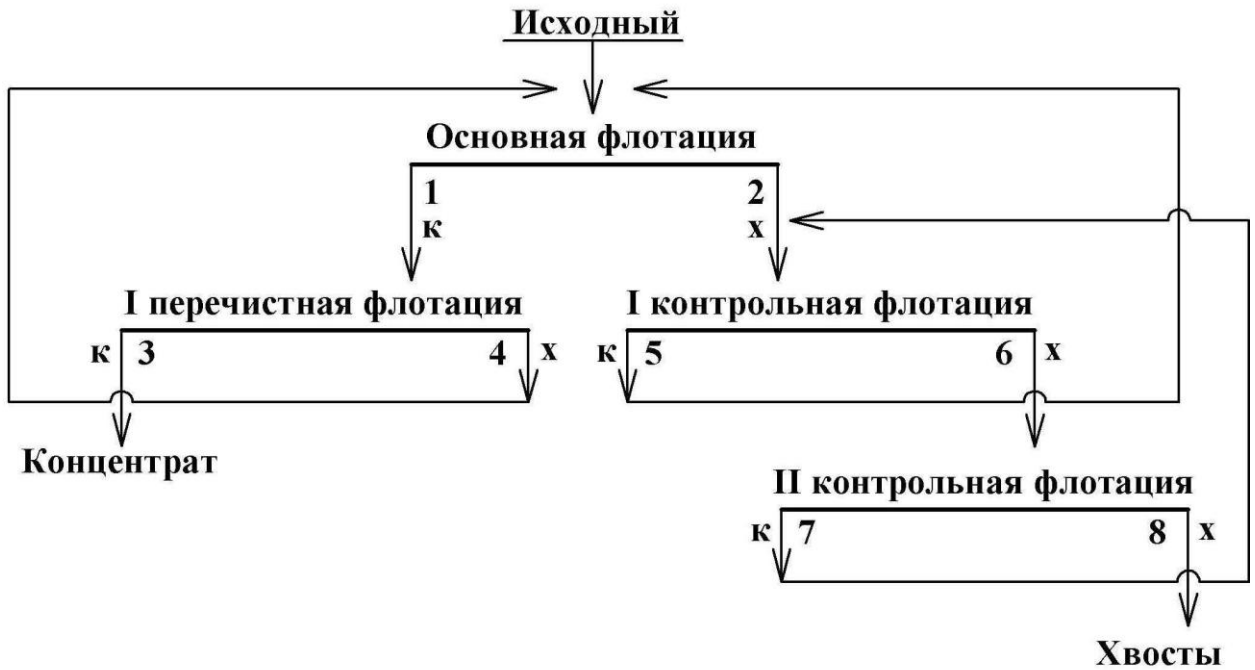 Исходный
Основная флотация
1 2
к х
I перечистная флотация I контрольная флотация
к 3 4 х к 5 6 х
Концентрат
II контрольная флотация
к 7 8 х
Хвосты